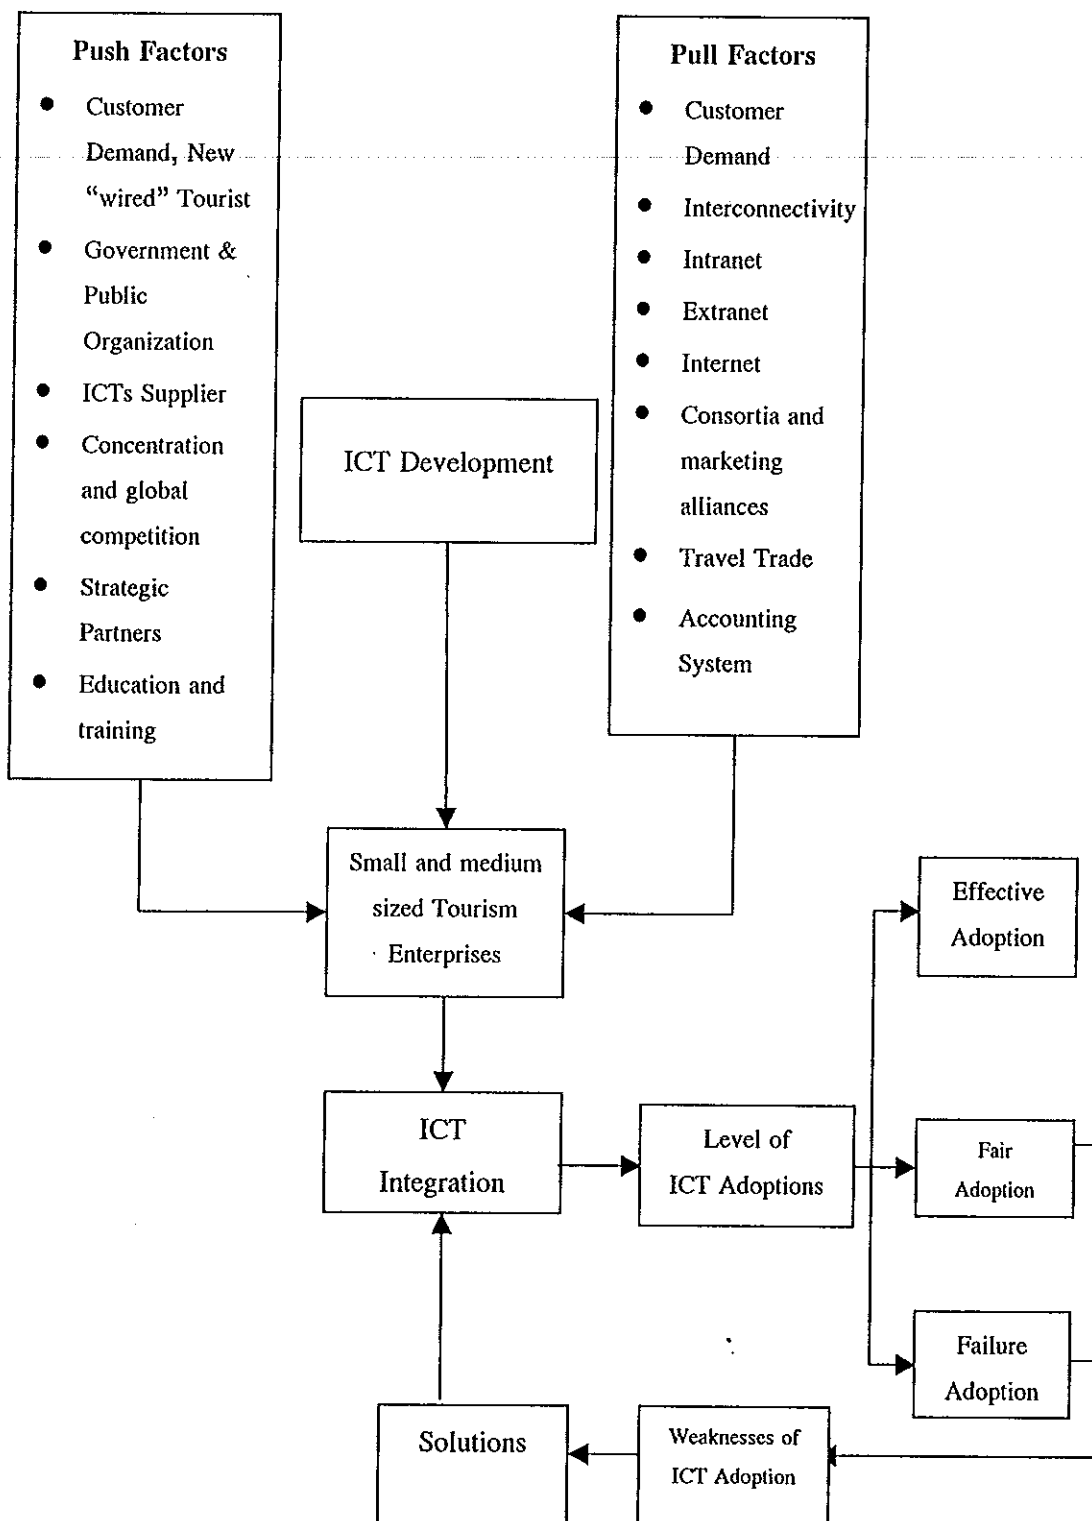 Push Factors
● Customer
Demand, New
“wired” Tourist
● Government &
Public
Organization
● ICTs Supplier
● Concentration
and global
competition
● Strategic
Partners
● Education and
training
Pull Factors
● Customer
Demand
● Interconnectivity
● Intranet
● Extranet
● Internet
● Consortia and
marketing
alliances
● Travel Trade
● Accounting
System
ICT Development
Small and medium
sized Tourism
Enterprises
Effective
Adoption
ICT
Integration
Level of
ICT Adoptions
Fair
Adoption
Failure
Adoption
Solutions
Weaknesses of
ICT Adoption